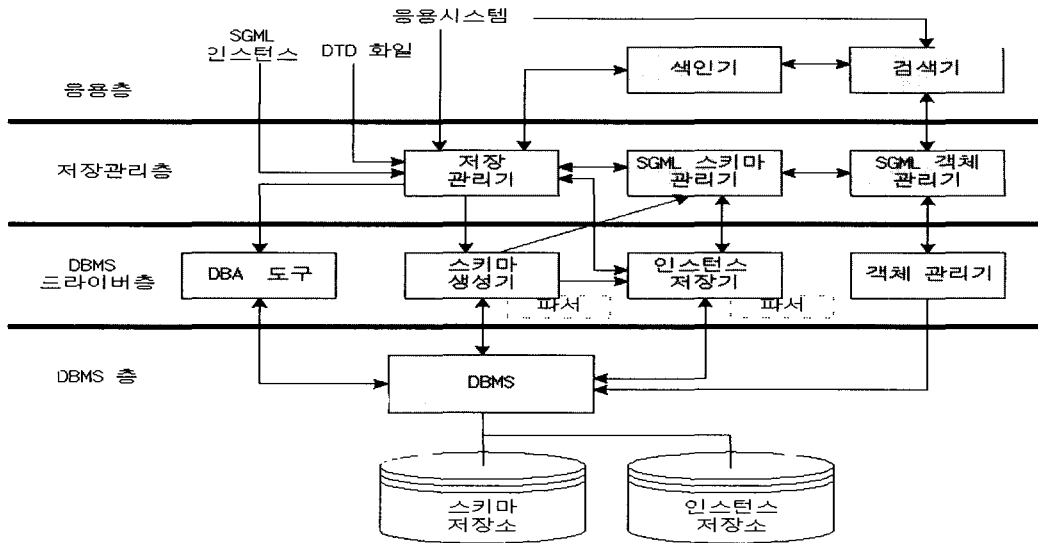 응용시스템
SGML
인스턴스
DTD 화일
색인기
검색기
응용층
저장관리층
저장
관리기
SGML 스키마
관리기
SGML 객체
관리기
DBMS
드라이버층
DBA 도구
스키마
생성기
인스턴스
저장기
객체 관리기
파서
파서
DBMS 층
DBMS
스키마
저장소
인스턴스
저장소